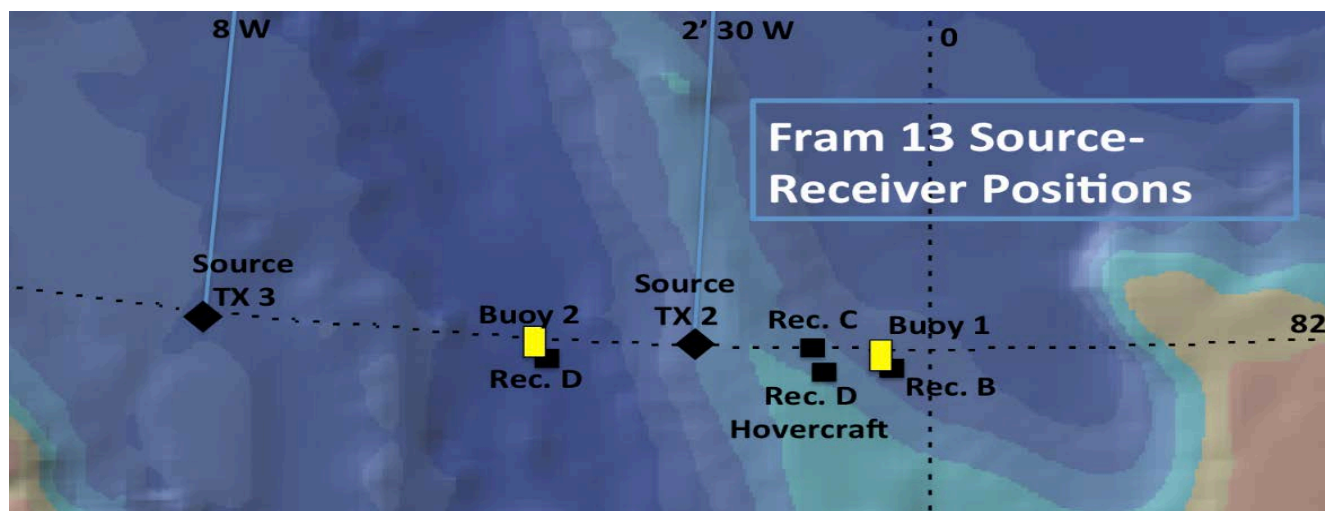 8 W
2' 30 W
0
Fram 13 Source-
Receiver Positions
Source
TX 3
Source
TX 2
Buoy 2
Rec. C
Buoy 1
82
Rec. D
Rec. D
Hovercraft
Rec. B